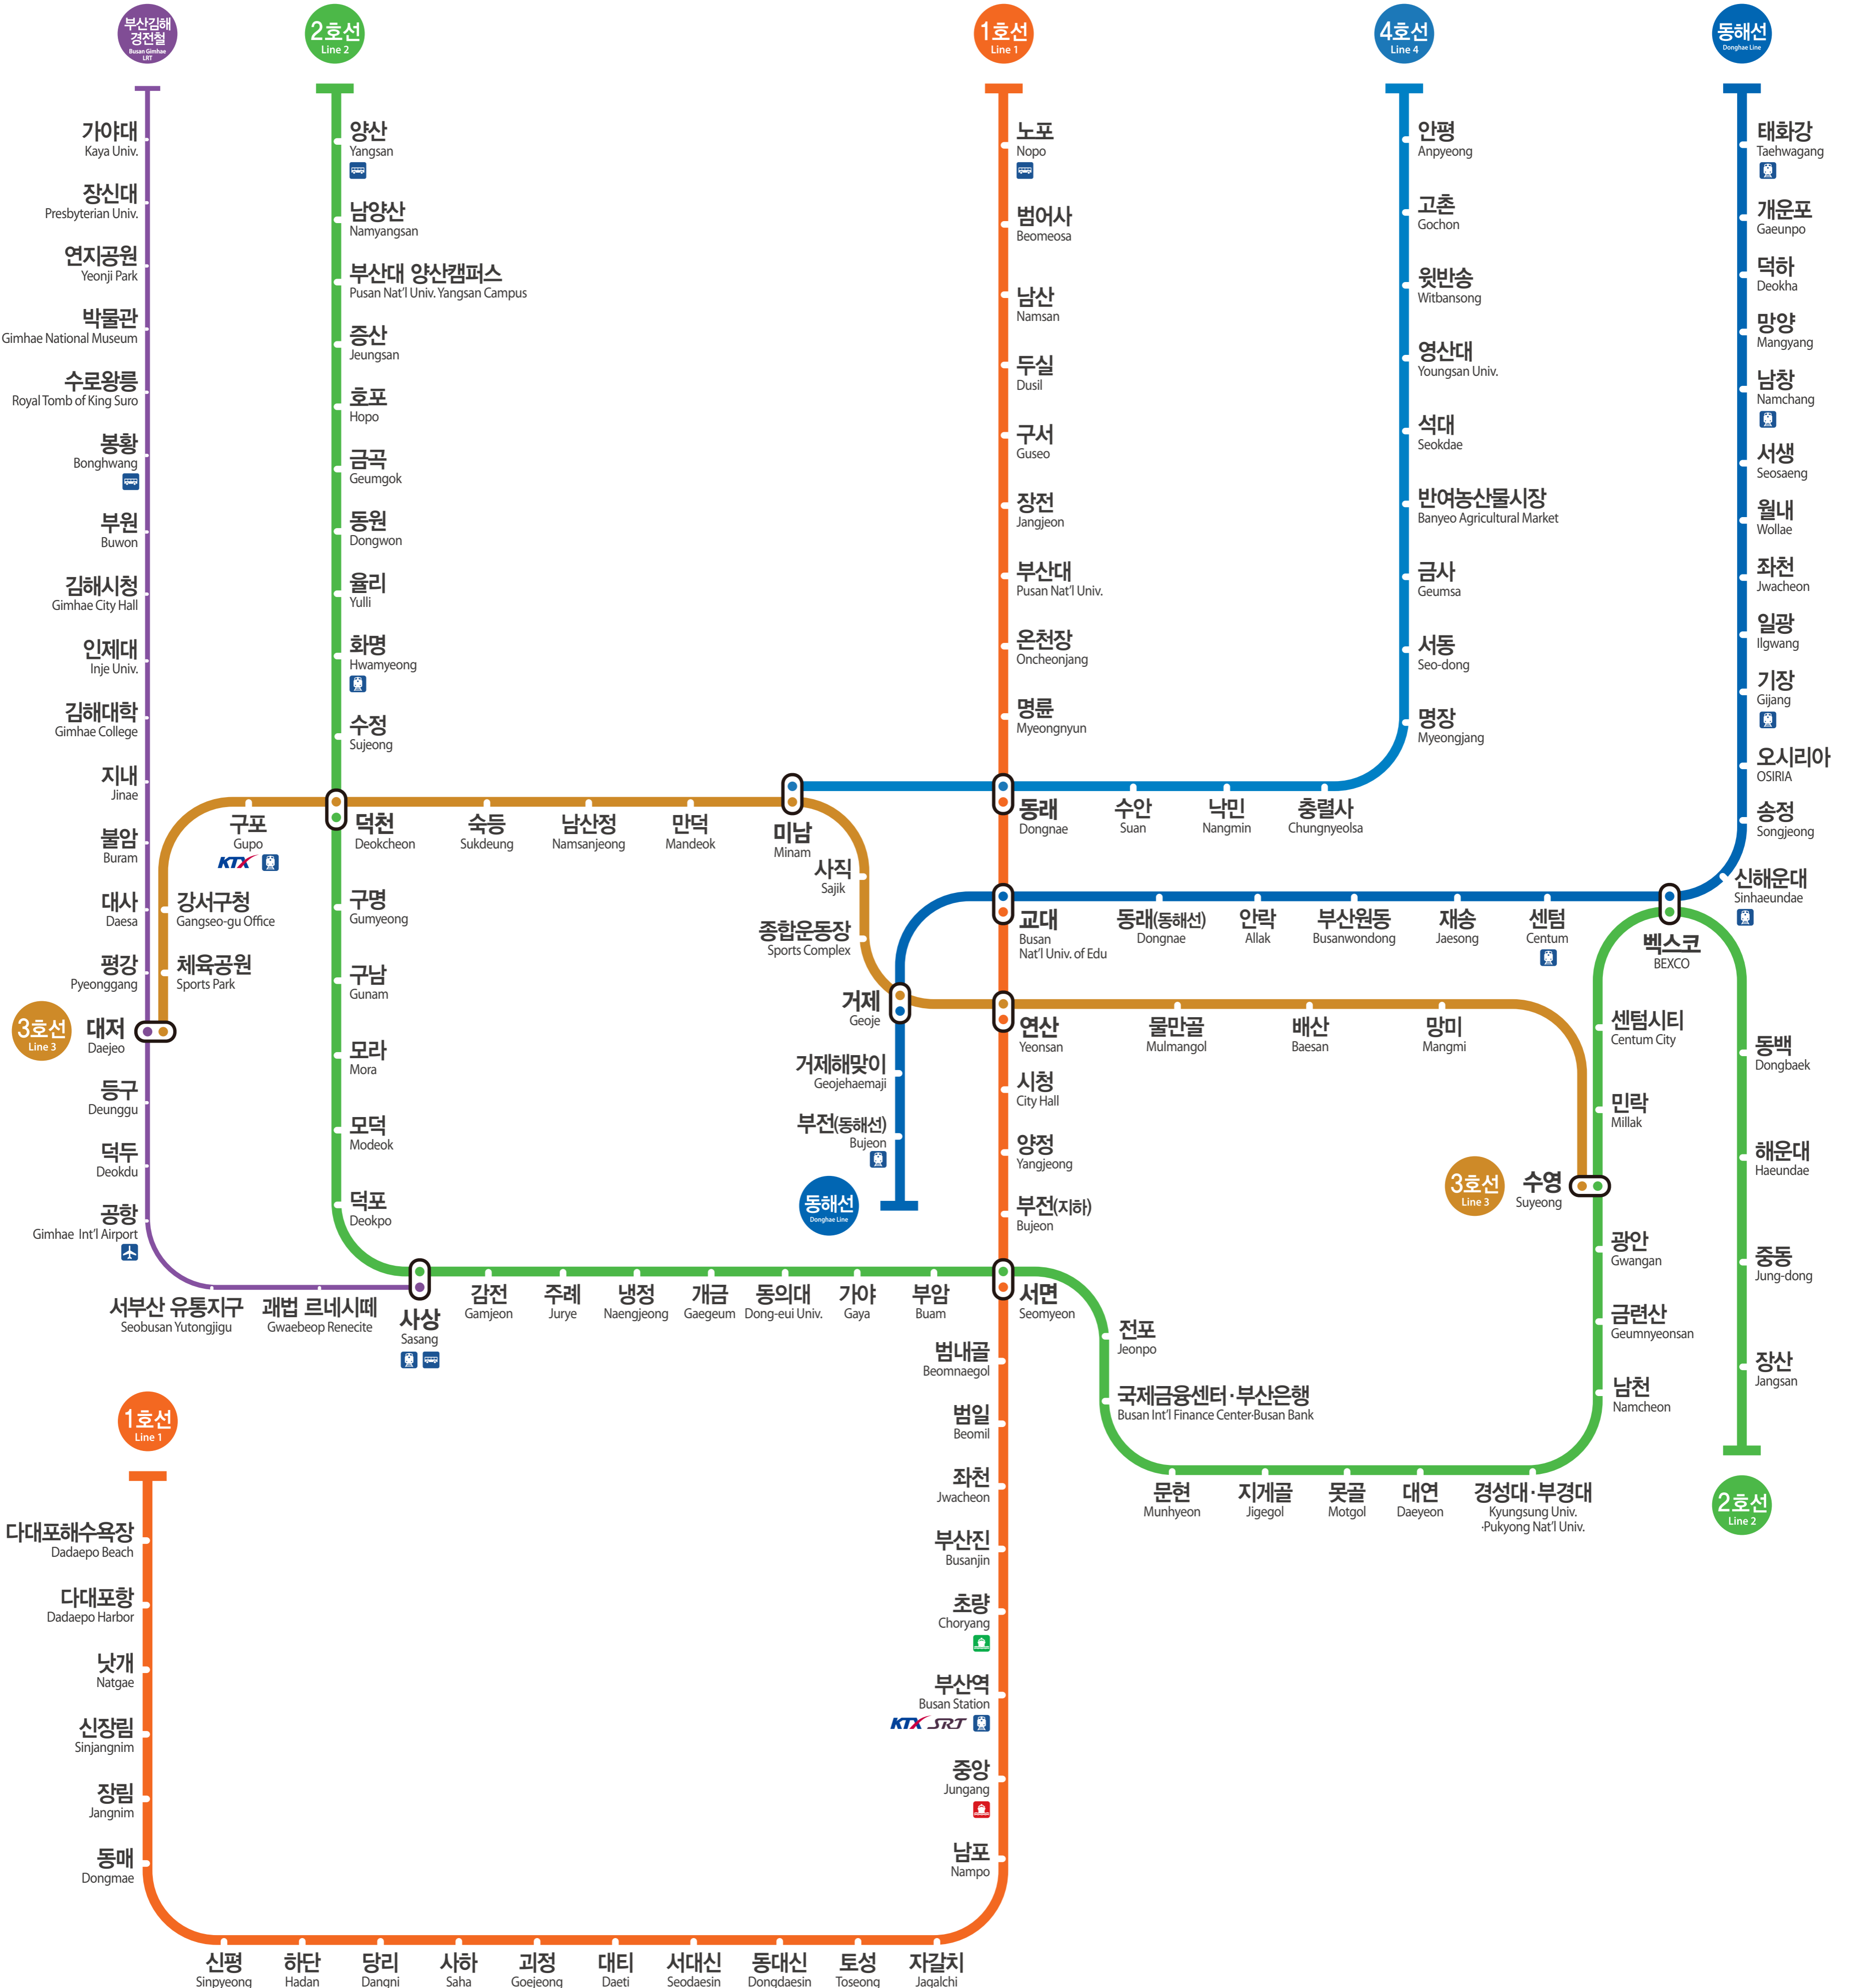 부산김해
경전철
Busan Gimhae
LRT
2호선
Line 2
1호선
Line 1
4호선
Line 4
동해선
Donghae Line
가야대
Kaya Univ.
장신대
Presbyterian Univ.
연지공원
Yeonji Park
박물관
Gimhae National Museum
수로왕릉
Royal Tomb of King Suro
봉황
Bonghwang
부원
Buwon
김해시청
Gimhae City Hall
인제대
Inje Univ.
김해대학
Gimhae College
지내
Jinae
불암
Buram
대사
Daesa
평강
Pyeonggang
대저
Daejeo
등구
Deunggu
덕두
Deokdu
공항
Gimhae Int'l Airport
서부산 유통지구
Seobusan Yutongjigu
괘법 르네시떼
Gwaebeop Renecite
사상
Sasang
양산
Yangsan
남양산
Namyangsan
부산대 양산캠퍼스
Pusan Nat'l Univ. Yangsan Campus
증산
Jeungsan
호포
Hopo
금곡
Geumgok
동원
Dongwon
율리
Yulli
화명
Hwamyeong
수정
Sujeong
덕천
Deokcheon
구명
Gumyeong
구남
Gunam
모라
Mora
모덕
Modeok
덕포
Deokpo
감전
Gamjeon
주례
Jurye
냉정
Naengjeong
개금
Gaegeum
동의대
Dong-eui Univ.
가야
Gaya
부암
Buam
서면
Seomyeon
전포
Jeonpo
국제금융센터·부산은행
Busan Int'l Finance Center·Busan Bank
문현
Munhyeon
지게골
Jigegol
못골
Motgol
대연
Daeyeon
경성대·부경대
Kyungsung Univ.
·Pukyong Nat'l Univ.
남천
Namcheon
금련산
Geumnyeonsan
광안
Gwangan
수영
Suyeong
민락
Millak
센텀시티
Centum City
벡스코
BEXCO
동백
Dongbaek
해운대
Haeundae
중동
Jung-dong
장산
Jangsan
2호선
Line 2
3호선
Line 3
체육공원
Sports Park
강서구청
Gangseo-gu Office
구포
Gupo
KTX
숙등
Sukdeung
남산정
Namsanjeong
만덕
Mandeok
미남
Minam
사직
Sajik
종합운동장
Sports Complex
거제
Geoje
연산
Yeonsan
물만골
Mulmangol
배산
Baesan
망미
Mangmi
3호선
Line 3
노포
Nopo
범어사
Beomeosa
남산
Namsan
두실
Dusil
구서
Guseo
장전
Jangjeon
부산대
Pusan Nat'l Univ.
온천장
Oncheonjang
명륜
Myeongnyun
동래
Dongnae
교대
Busan
Nat'l Univ. of Edu
시청
City Hall
양정
Yangjeong
부전(지하)
Bujeon
범내골
Beomnaegol
범일
Beomil
좌천
Jwacheon
부산진
Busanjin
초량
Choryang
부산역
Busan Station
KTX SRT
중앙
Jungang
남포
Nampo
자갈치
Jagalchi
토성
Toseong
동대신
Dongdaesin
서대신
Seodaesin
대티
Daeti
괴정
Goejeong
사하
Saha
당리
Dangni
하단
Hadan
신평
Sinpyeong
동매
Dongmae
장림
Jangnim
신장림
Sinjangnim
낫개
Natgae
다대포항
Dadaepo Harbor
다대포해수욕장
Dadaepo Beach
1호선
Line 1
안평
Anpyeong
고촌
Gochon
윗반송
Witbansong
영산대
Youngsan Univ.
석대
Seokdae
반여농산물시장
Banyeo Agricultural Market
금사
Geumsa
서동
Seo-dong
명장
Myeongjang
충렬사
Chungnyeolsa
낙민
Nangmin
수안
Suan
태화강
Taehwagang
개운포
Gaeunpo
덕하
Deokha
망양
Mangyang
남창
Namchang
서생
Seosaeng
월내
Wollae
좌천
Jwacheon
일광
Ilgwang
기장
Gijang
오시리아
OSIRIA
송정
Songjeong
신해운대
Sinhaeundae
센텀
Centum
재송
Jaesong
부산원동
Busanwondong
안락
Allak
동래(동해선)
Dongnae
거제해맞이
Geojehaemaji
부전(동해선)
Bujeon
동해선
Donghae Line